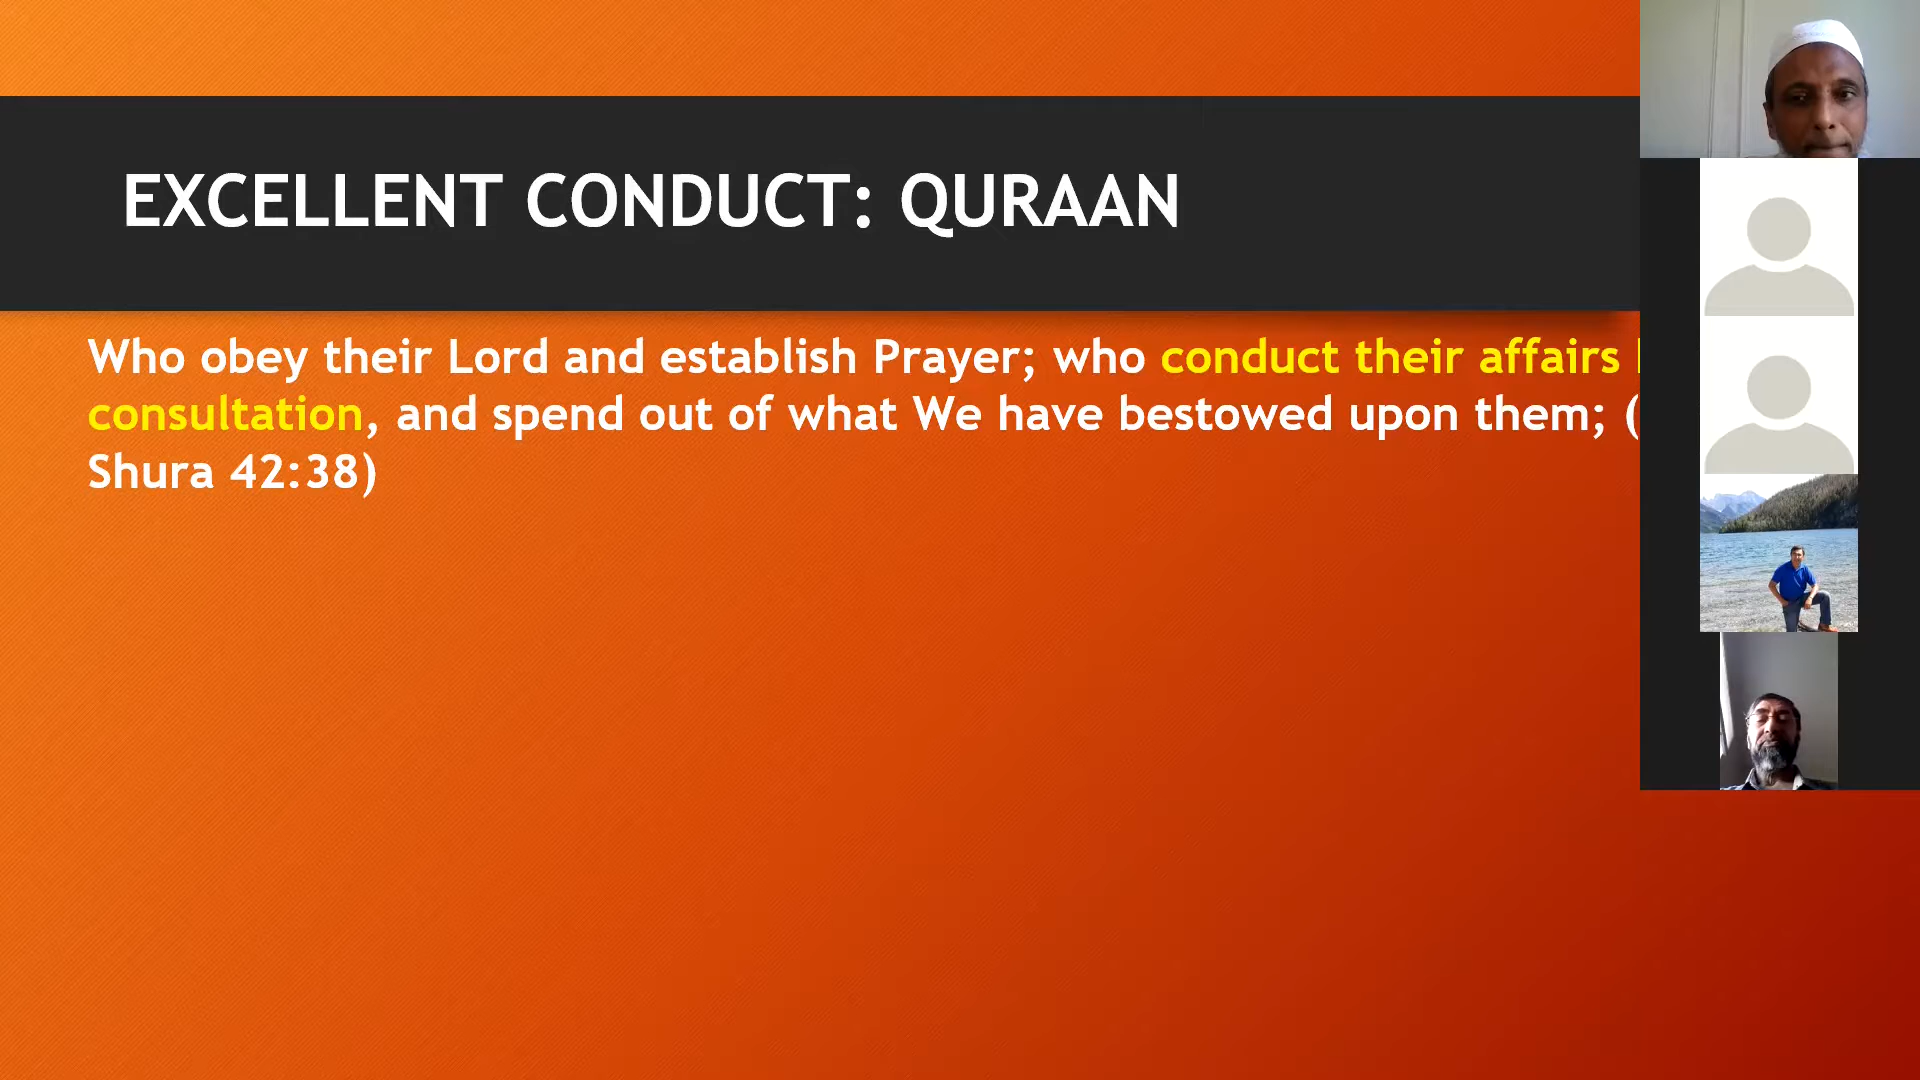 EXCELLENT CONDUCT: QURAAN
Who obey their Lord and establish Prayer; who conduct their affairs
consultation, and spend out of what We have bestowed upon them; (
Shura 42:38)